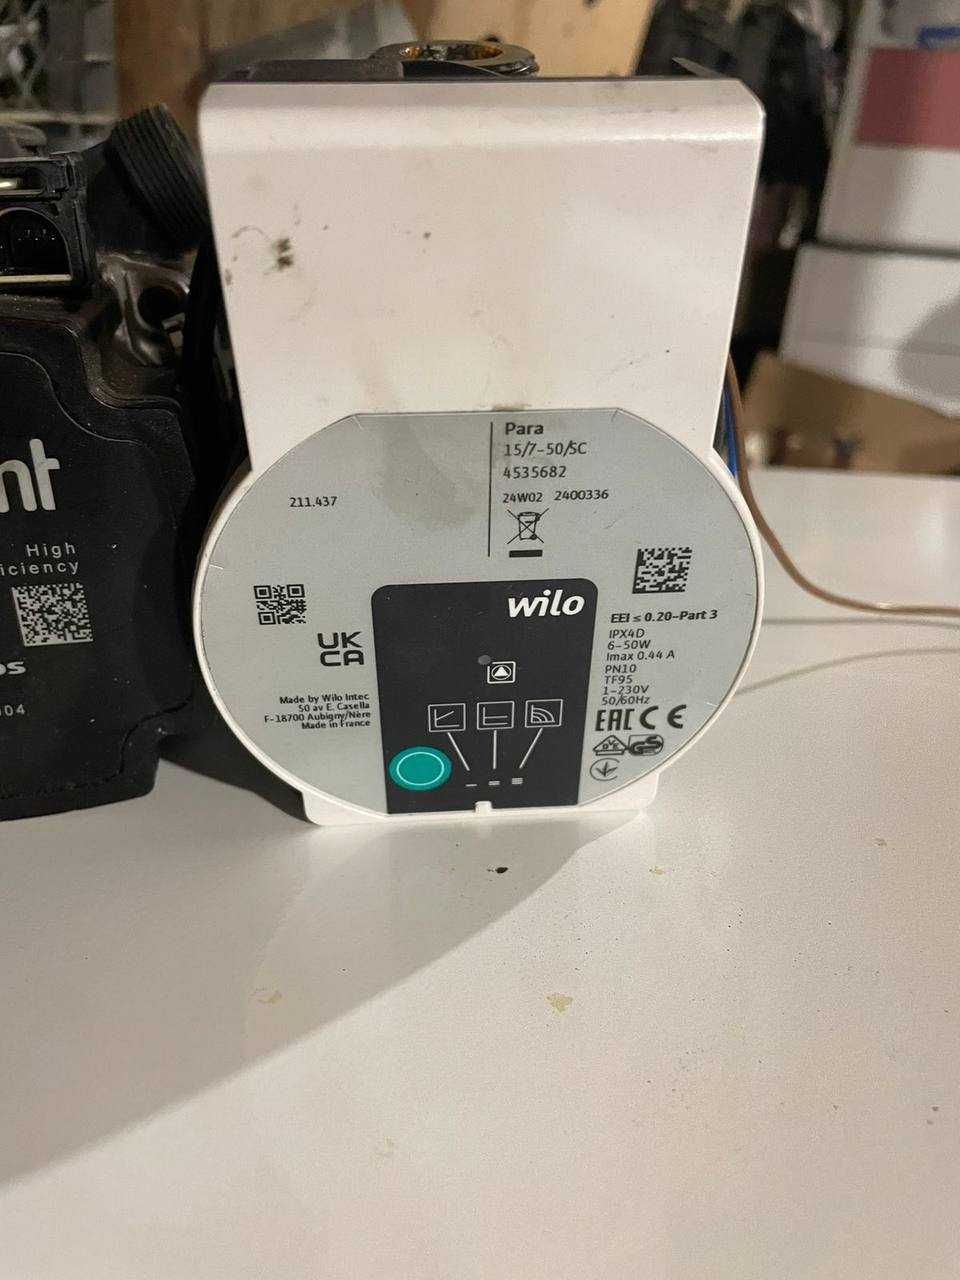 Para
15/7-50/SC
4535682
24W02 2400336
211.437
wilo
UK
CA
EEI ≤ 0.20-Part 3
IPX4D
6-50W
Imax 0.44 A
PN10
TF95
1~230V
50/60Hz
EAC CE
Made by Wilo Intec
50 av E. Casella
F-18700 Aubigny/Nère
Made in France
nt
High
iciency
os
04